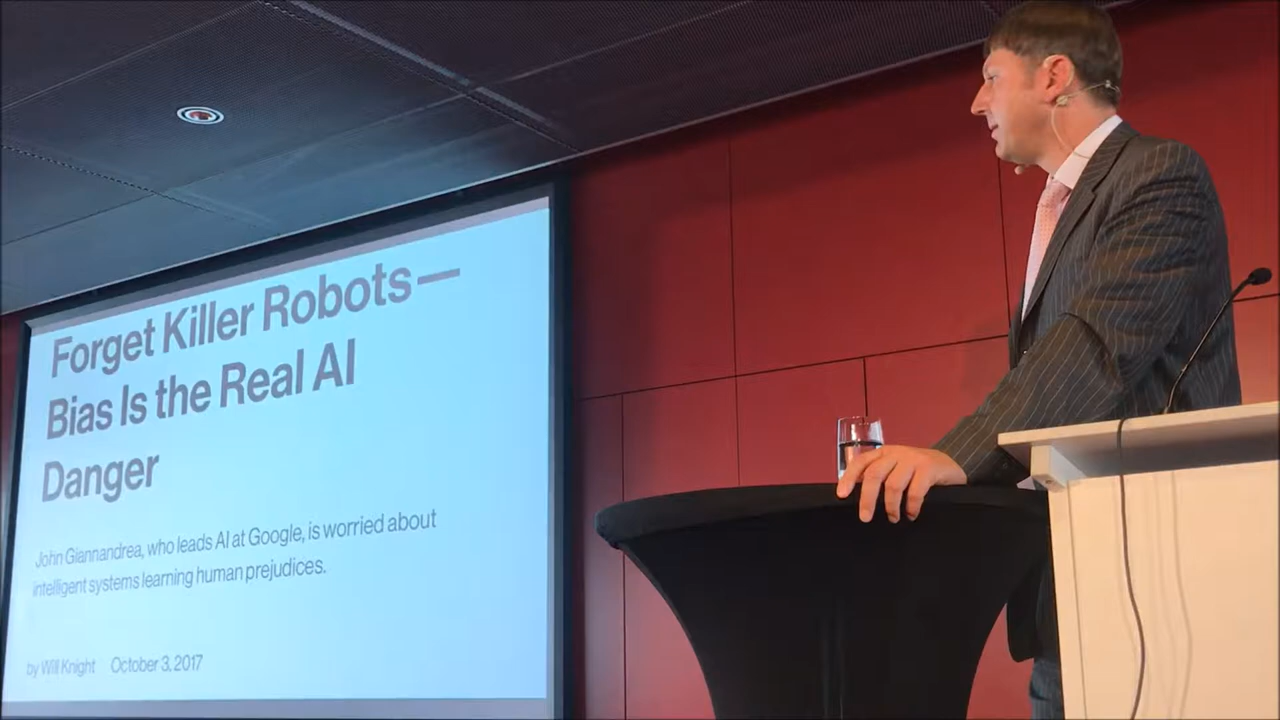 Forget Killer Robots—
Bias Is the Real AI
Danger
John Giannandrea, who leads AI at Google, is worried about
intelligent systems learning human prejudices.
by Will Knight October 3, 2017